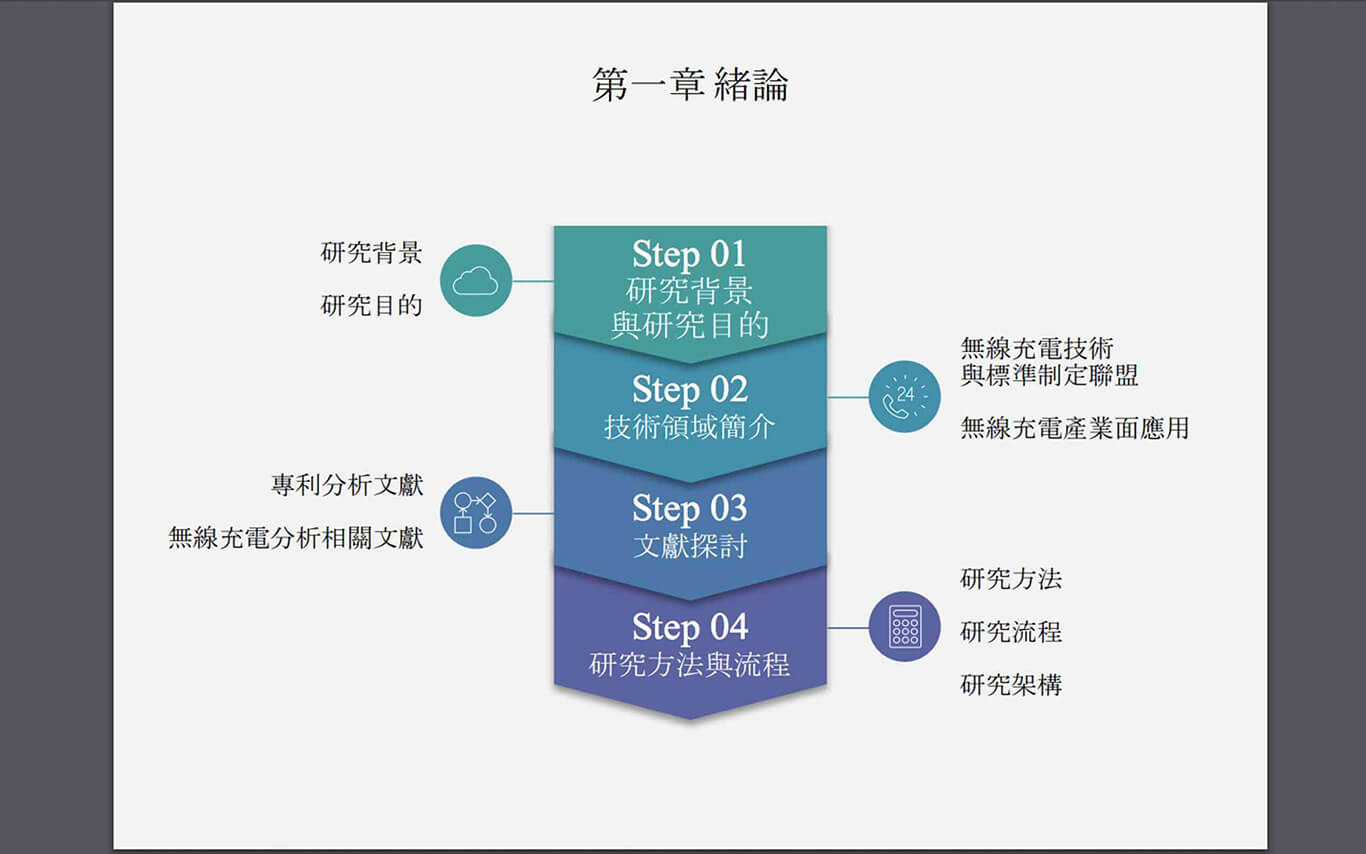 第一章 緒論
研究背景
研究目的
Step 01
研究背景
與研究目的
Step 02
技術領域簡介
24
無線充電技術
與標準制定聯盟
無線充電產業面應用
專利分析文獻
無線充電分析相關文獻
Step 03
文獻探討
Step 04
研究方法與流程
研究方法
研究流程
研究架構